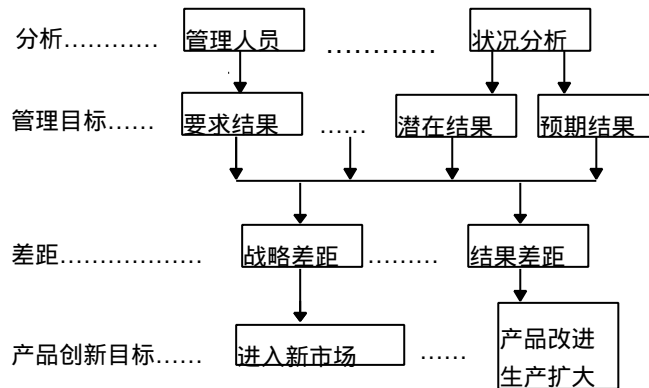 分析………… 管理人员 ………… 状况分析
管理目标…… 要求结果 …… 潜在结果 预期结果
差距……………… 战略差距 ……… 结果差距
产品创新目标…… 进入新市场 …… 产品改进
生产扩大